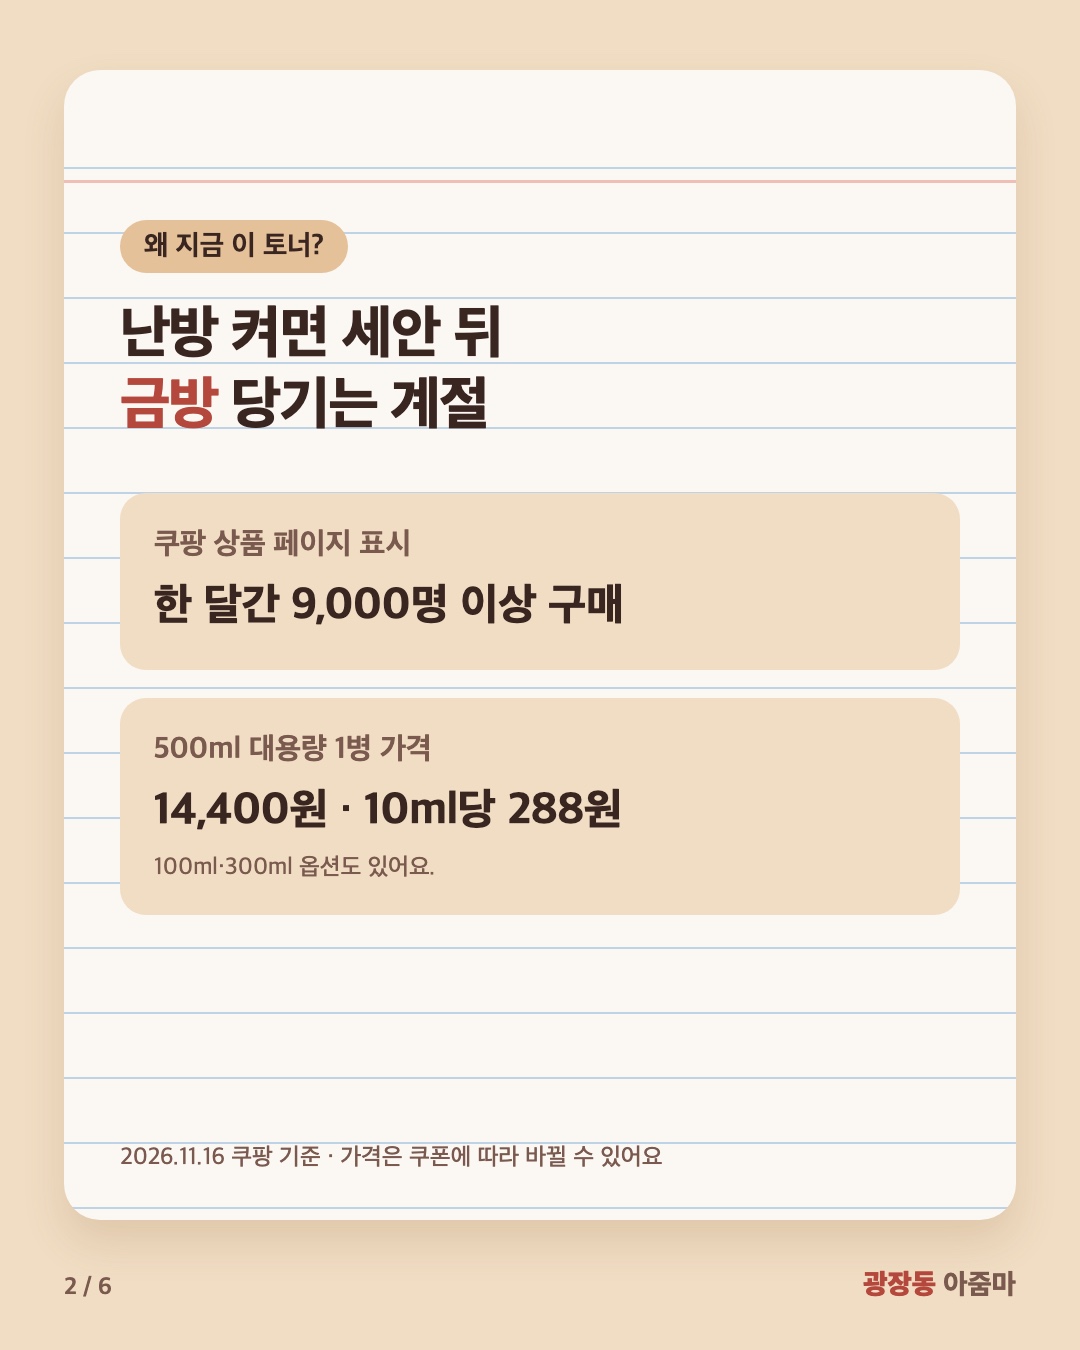 왜 지금 이 토너?
난방 켜면 세안 뒤
금방 당기는 계절
쿠팡 상품 페이지 표시
한 달간 9,000명 이상 구매
500ml 대용량 1병 가격
14,400원 · 10ml당 288원
100ml·300ml 옵션도 있어요.
2026.11.16 쿠팡 기준 · 가격은 쿠폰에 따라 바뀔 수 있어요
2 / 6
광장동 아줌마